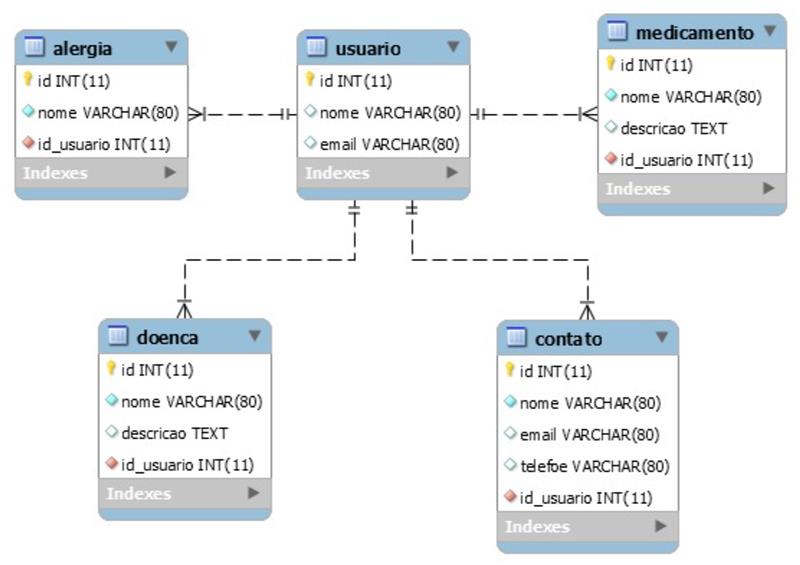 alergia
id INT(11)
nome VARCHAR(80)
id_usuario INT(11)
Indexes
usuario
id INT(11)
nome VARCHAR(80)
email VARCHAR(80)
Indexes
medicamento
id INT(11)
nome VARCHAR(80)
descricao TEXT
id_usuario INT(11)
Indexes
doenca
id INT(11)
nome VARCHAR(80)
descricao TEXT
id_usuario INT(11)
Indexes
contato
id INT(11)
nome VARCHAR(80)
email VARCHAR(80)
telefoe VARCHAR(80)
id_usuario INT(11)
Indexes